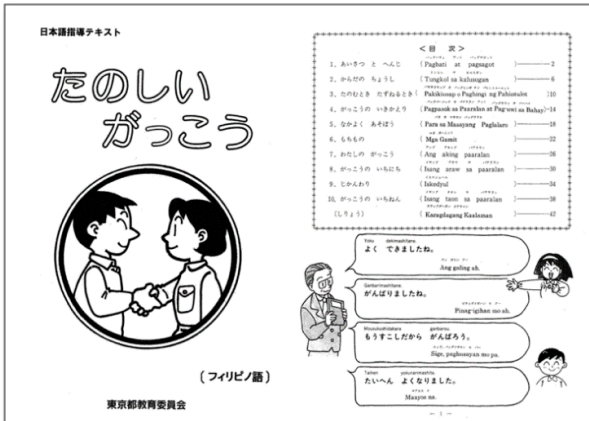 日本語指導テキスト
たのしい
がっこう
(フィリピノ語)
東京都教育委員会
＜目 次＞
1. あいさつ と へんじ (Pagbati at pagsagot)———2
2. からだの ちょうし (Tungkol sa kalusugan)———6
3. たのむとき たずねるとき (Pakikiusap o Paghingi ng Pahintulot)10
4. がっこうの いきかえり (Pagpasok sa Paaralan at Pag-uwi sa Bahay)—14
5. なかよく あそぼう (Para sa Masayang Paglalaro)———18
6. もちもの (Mga Gamit)———22
7. わたしの がっこう (Ang aking paaralan)———26
8. がっこうの いちにち (Isang araw sa paaralan)———30
9. じかんわり (Iskedyul)———34
10. がっこうの いちねん (Isang taon sa paaralan)———38
(しりょう) (Karagdagang Kaalaman)———42
Yoku dekimashitane.
よく できましたね。
Ang galing ah.
Ganbarimashitane.
がんばりましたね。
Pinag-igihan mo ah.
Mousukoshidakara ganbarou.
もうすこしだから がんばろう。
Sige, paghusayan mo pa.
Taihen yokunarimashita.
たいへん よくなりました。
Maayos na.